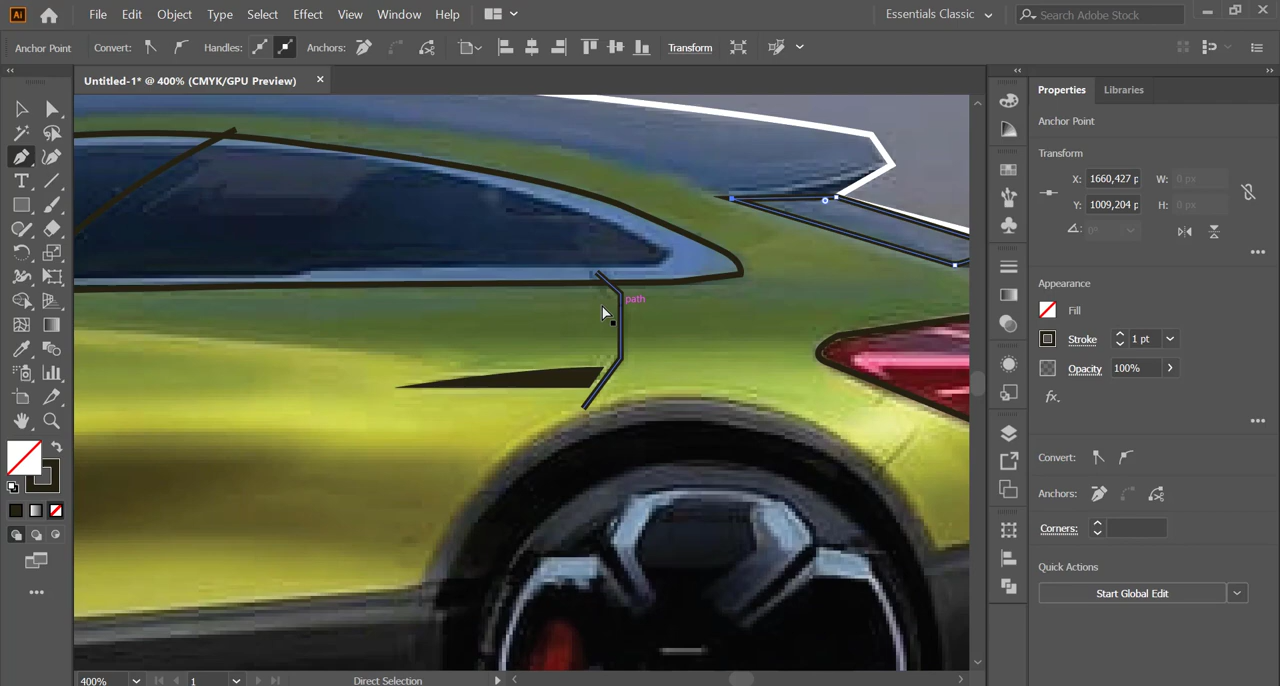 Ai
File Edit Object Type Select Effect View Window Help
Essentials Classic
Search Adobe Stock
Anchor Point
Convert:
Handles:
Anchors:
Transform
Untitled-1* @ 400% (CMYK/GPU Preview)
path
Properties
Libraries
Anchor Point
Transform
X: 1660,427 p
W: 0 px
Y: 1009,204 p
H: 0 px
0°
Appearance
Fill
Stroke
1 pt
Opacity
100%
fx.
Convert:
Anchors:
Corners:
Quick Actions
Start Global Edit
400%
1
Direct Selection